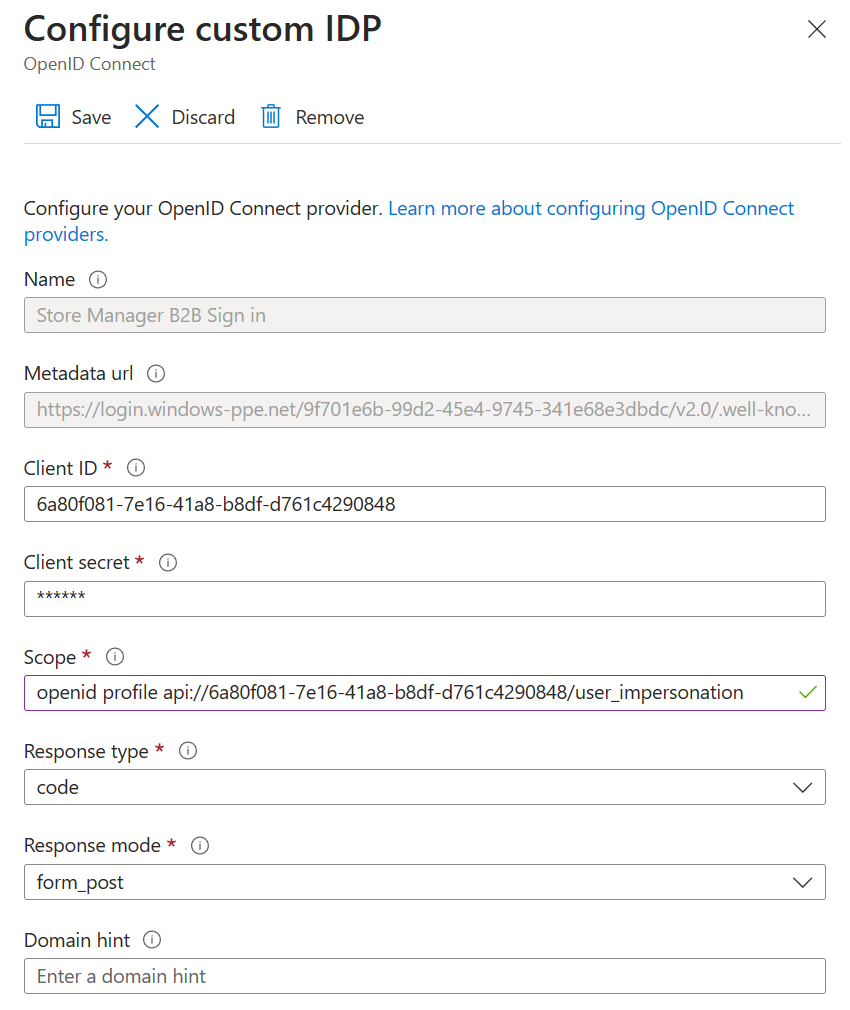 Configure custom IDP
OpenID Connect
Save Discard Remove
Configure your OpenID Connect provider. Learn more about configuring OpenID Connect
providers.
Name
Store Manager B2B Sign in
Metadata url
https://login.windows-ppe.net/9f701e6b-99d2-45e4-9745-341e68e3dbdc/v2.0/.well-kno...
Client ID *
6a80f081-7e16-41a8-b8df-d761c4290848
Client secret *
******
Scope *
openid profile api://6a80f081-7e16-41a8-b8df-d761c4290848/user_impersonation
Response type *
code
Response mode *
form_post
Domain hint
Enter a domain hint